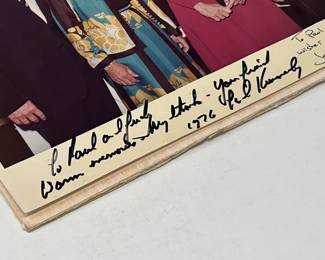 To Paul and Judy
Warm memories - My thanks - Your friend
1976 Ted Kennedy
To Paul
wishes